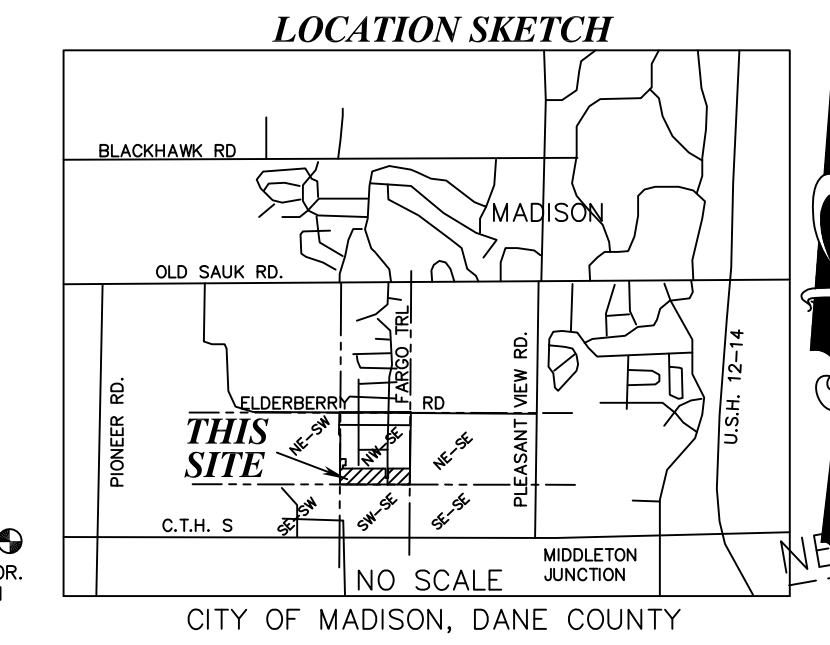 LOCATION SKETCH
BLACKHAWK RD
MADISON
OLD SAUK RD.
FARGO TRL
PIONEER RD.
PLEASANT VIEW RD.
U.S.H. 12-14
ELDERBERRY RD
THIS
SITE
NE-SW
NW-SE
NE-SE
SE-SW
SW-SE
SE-SE
C.T.H. S
MIDDLETON
JUNCTION
NO SCALE
CITY OF MADISON, DANE COUNTY